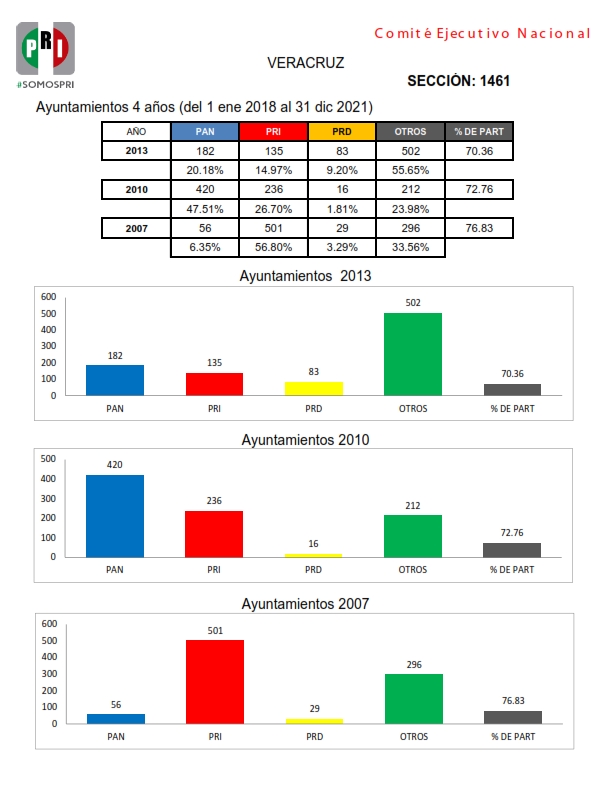 Comité Ejecutivo Nacional
PRI
#SOMOSPRI
VERACRUZ
SECCIÓN: 1461
Ayuntamientos 4 años (del 1 ene 2018 al 31 dic 2021)
AÑO PAN PRI PRD OTROS % DE PART
2013 182 135 83 502 70.36
20.18% 14.97% 9.20% 55.65%
2010 420 236 16 212 72.76
47.51% 26.70% 1.81% 23.98%
2007 56 501 29 296 76.83
6.35% 56.80% 3.29% 33.56%
Ayuntamientos 2013
600
500
400
300
200
100
0
182 135 83 502 70.36
PAN PRI PRD OTROS % DE PART
Ayuntamientos 2010
500
400
300
200
100
0
420 236 16 212 72.76
PAN PRI PRD OTROS % DE PART
Ayuntamientos 2007
600
500
400
300
200
100
0
56 501 29 296 76.83
PAN PRI PRD OTROS % DE PART